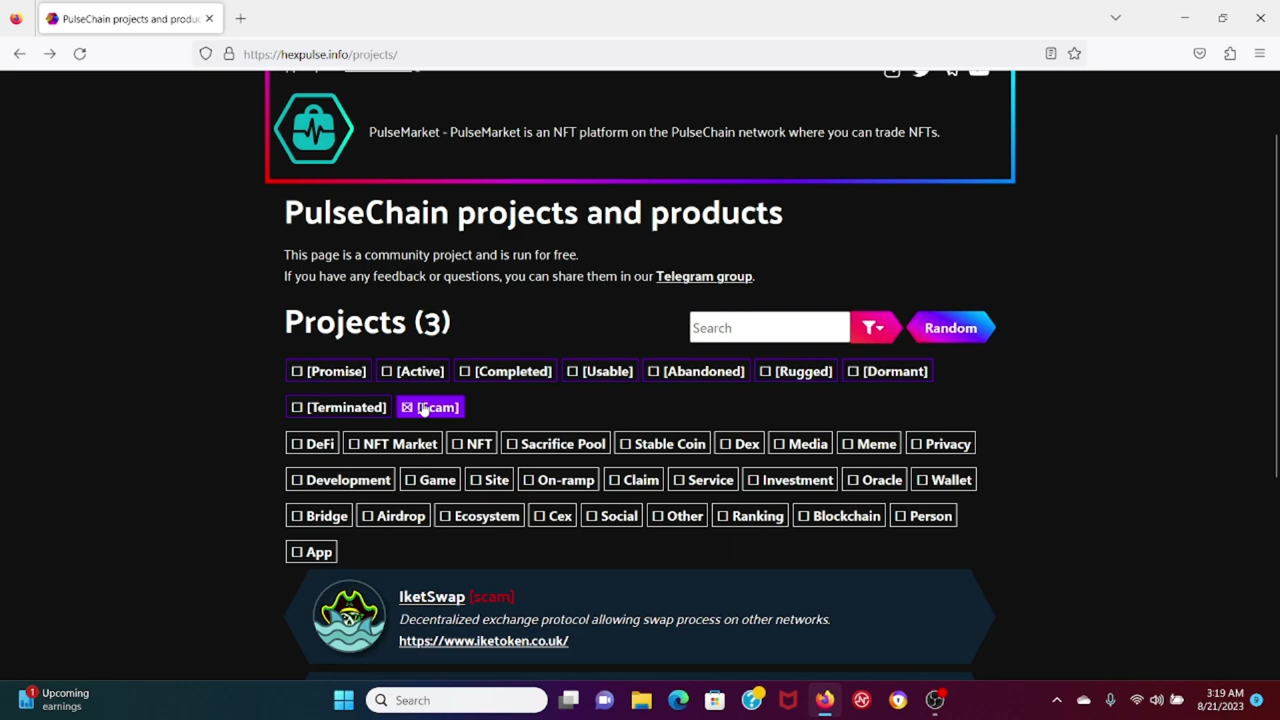 PulseChain projects and produc
https://hexpulse.info/projects/
PulseMarket - PulseMarket is an NFT platform on the PulseChain network where you can trade NFTs.
PulseChain projects and products
This page is a community project and is run for free.
If you have any feedback or questions, you can share them in our Telegram group.
Projects (3)
Search
Random
[Promise] [Active] [Completed] [Usable] [Abandoned] [Rugged] [Dormant]
[Terminated] [Scam]
DeFi NFT Market NFT Sacrifice Pool Stable Coin Dex Media Meme Privacy
Development Game Site On-ramp Claim Service Investment Oracle Wallet
Bridge Airdrop Ecosystem Cex Social Other Ranking Blockchain Person
App
IketSwap [scam]
Decentralized exchange protocol allowing swap process on other networks.
https://www.iketoken.co.uk/
1
Upcoming
earnings
Search
3:19 AM
8/21/2023
9